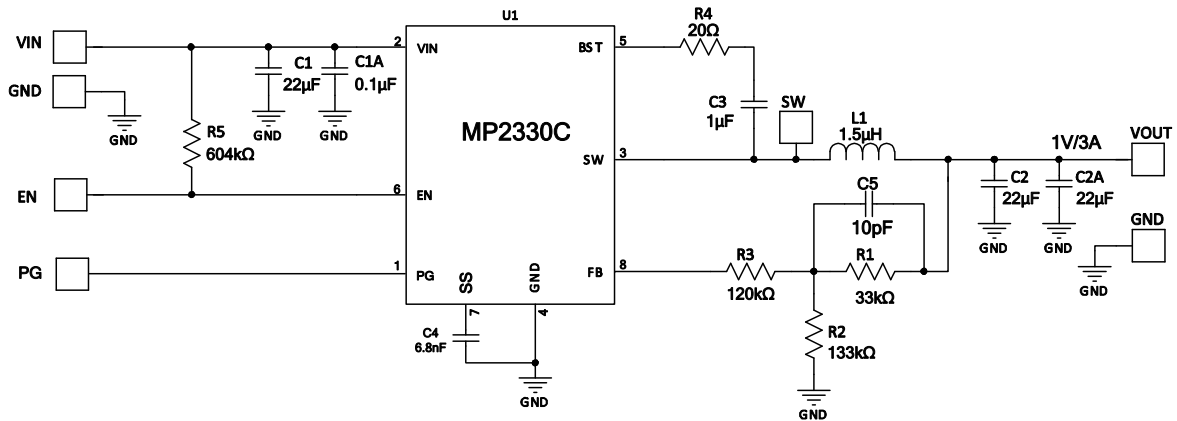 U1
VIN
GND
GND
EN
PG
R5
604kΩ
C1
22µF
GND
C1A
0.1µF
GND
2
VIN
6
EN
1
PG
MP2330C
BST
5
SW
3
FB
8
SS
7
GND
4
C4
6.8nF
GND
R4
20Ω
C3
1µF
SW
L1
1.5µH
C5
10pF
R3
120kΩ
R1
33kΩ
R2
133kΩ
GND
1V/3A
VOUT
C2
22µF
GND
C2A
22µF
GND
GND
GND